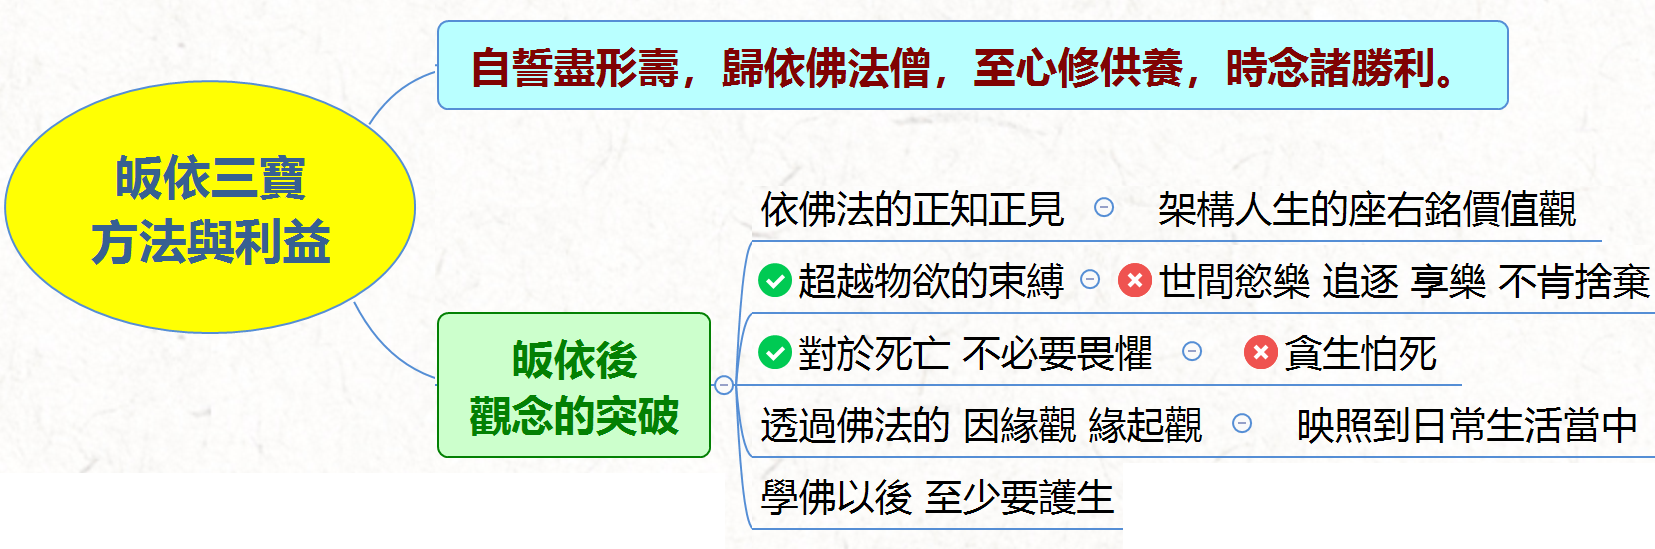 皈依三寶
方法與利益
自誓盡形壽，歸依佛法僧，至心修供養，時念諸勝利。
皈依後
觀念的突破
依佛法的正知正見 架構人生的座右銘價值觀
超越物欲的束縛 世間慾樂 追逐 享樂 不肯捨棄
對於死亡 不必要畏懼 貪生怕死
透過佛法的 因緣觀 緣起觀 映照到日常生活當中
學佛以後 至少要護生